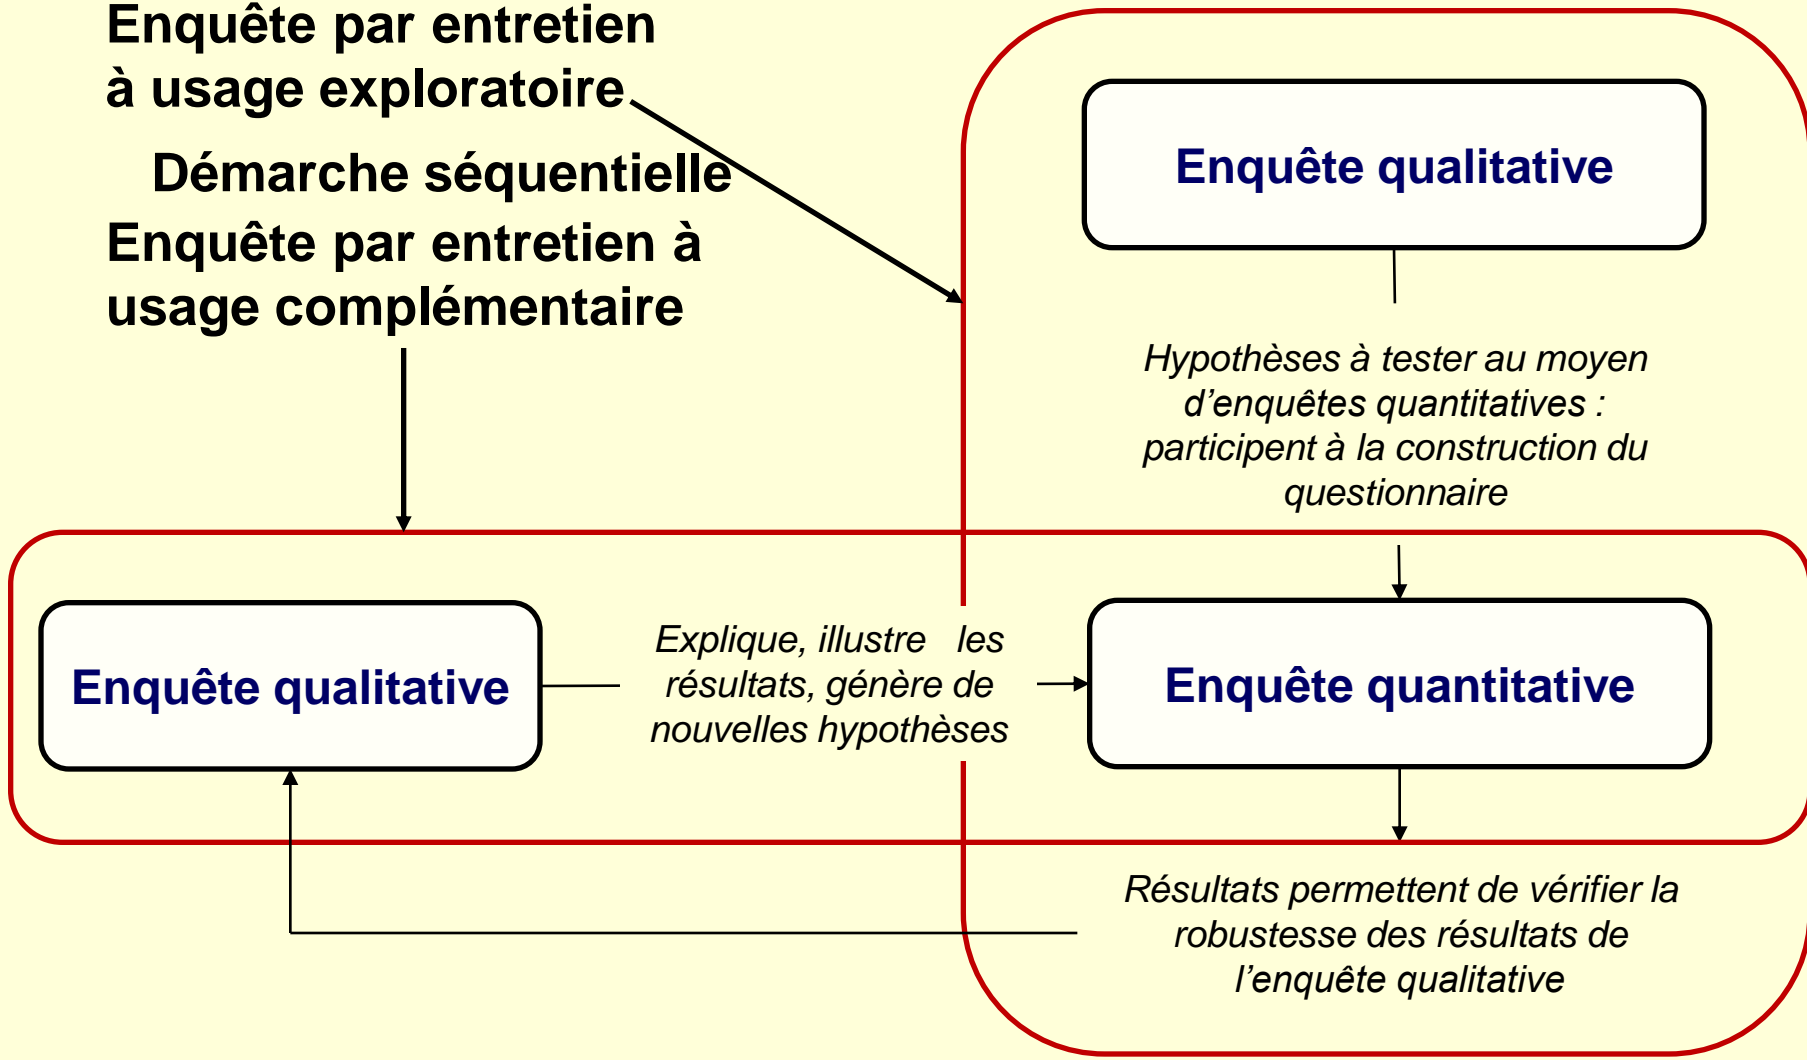 Enquête par entretien
à usage exploratoire
Démarche séquentielle
Enquête par entretien à
usage complémentaire
Enquête qualitative
Hypothèses à tester au moyen
d’enquêtes quantitatives :
participent à la construction du
questionnaire
Enquête qualitative
Explique, illustre les
résultats, génère de
nouvelles hypothèses
Enquête quantitative
Résultats permettent de vérifier la
robustesse des résultats de
l’enquête qualitative